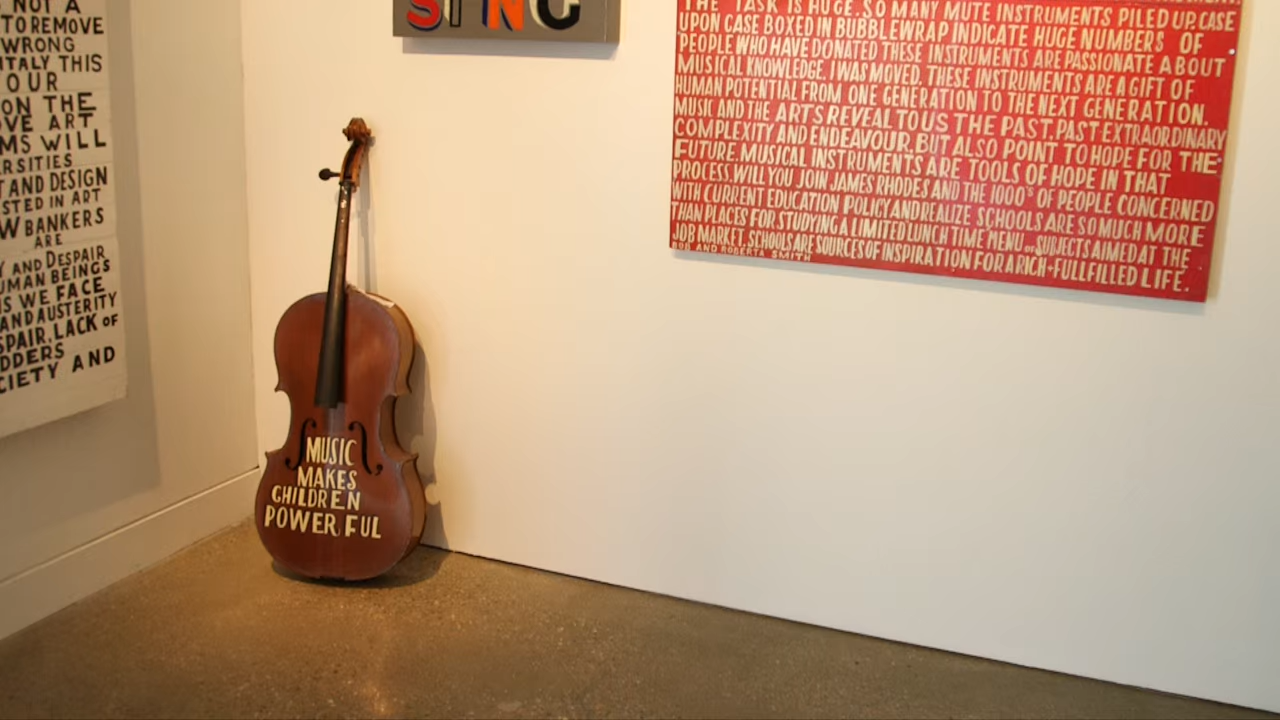 NOT A
TO REMOVE
WRONG
ITALY THIS
OUR
ON THE
OVE ART
MS WILL
RSITIES
T AND DESIGN
STED IN ART
W BANKERS
ARE
Y AND DESPAIR
UMAN BEINGS
S WE FACE
AND AUSTERITY
SPAIR. LACK OF
DDERS
CIETY AND
SING
MUSIC
MAKES
CHILDREN
POWERFUL
THE TASK IS HUGE. SO MANY MUTE INSTRUMENTS PILED UP CASE
UPON CASE BOXED IN BUBBLEWRAP INDICATE HUGE NUMBERS OF
PEOPLE WHO HAVE DONATED THESE INSTRUMENTS ARE PASSIONATE ABOUT
MUSICAL KNOWLEDGE. I WAS MOVED. THESE INSTRUMENTS ARE A GIFT OF
HUMAN POTENTIAL FROM ONE GENERATION TO THE NEXT GENERATION.
MUSIC AND THE ARTS REVEAL TO US THE PAST, PAST EXTRAORDINARY
COMPLEXITY AND ENDEAVOUR. BUT ALSO POINT TO HOPE FOR THE
FUTURE. MUSICAL INSTRUMENTS ARE TOOLS OF HOPE IN THAT
PROCESS. WILL YOU JOIN JAMES RHODES AND THE 1000'S OF PEOPLE CONCERNED
WITH CURRENT EDUCATION POLICY AND REALIZE SCHOOLS ARE SO MUCH MORE
THAN PLACES FOR STUDYING A LIMITED LUNCH TIME MENU OF SUBJECTS AIMED AT THE
JOB MARKET. SCHOOLS ARE SOURCES OF INSPIRATION FOR A RICH + FULLFILLED LIFE.
BOB AND ROBERTA SMITH